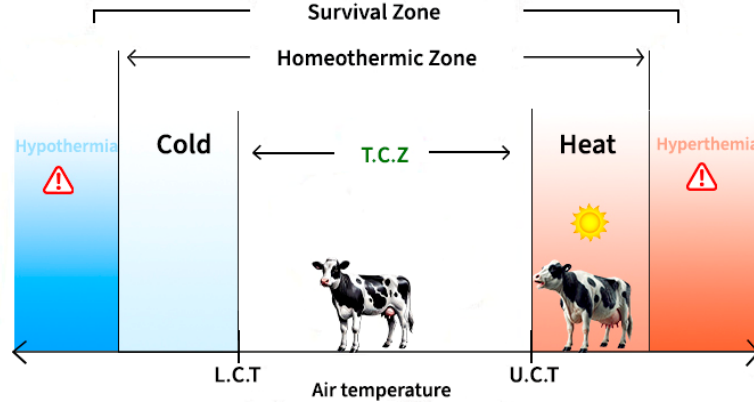 Survival Zone
Homeothermic Zone
Hypothermia
Cold
T.C.Z
Heat
Hyperthemia
L.C.T
U.C.T
Air temperature